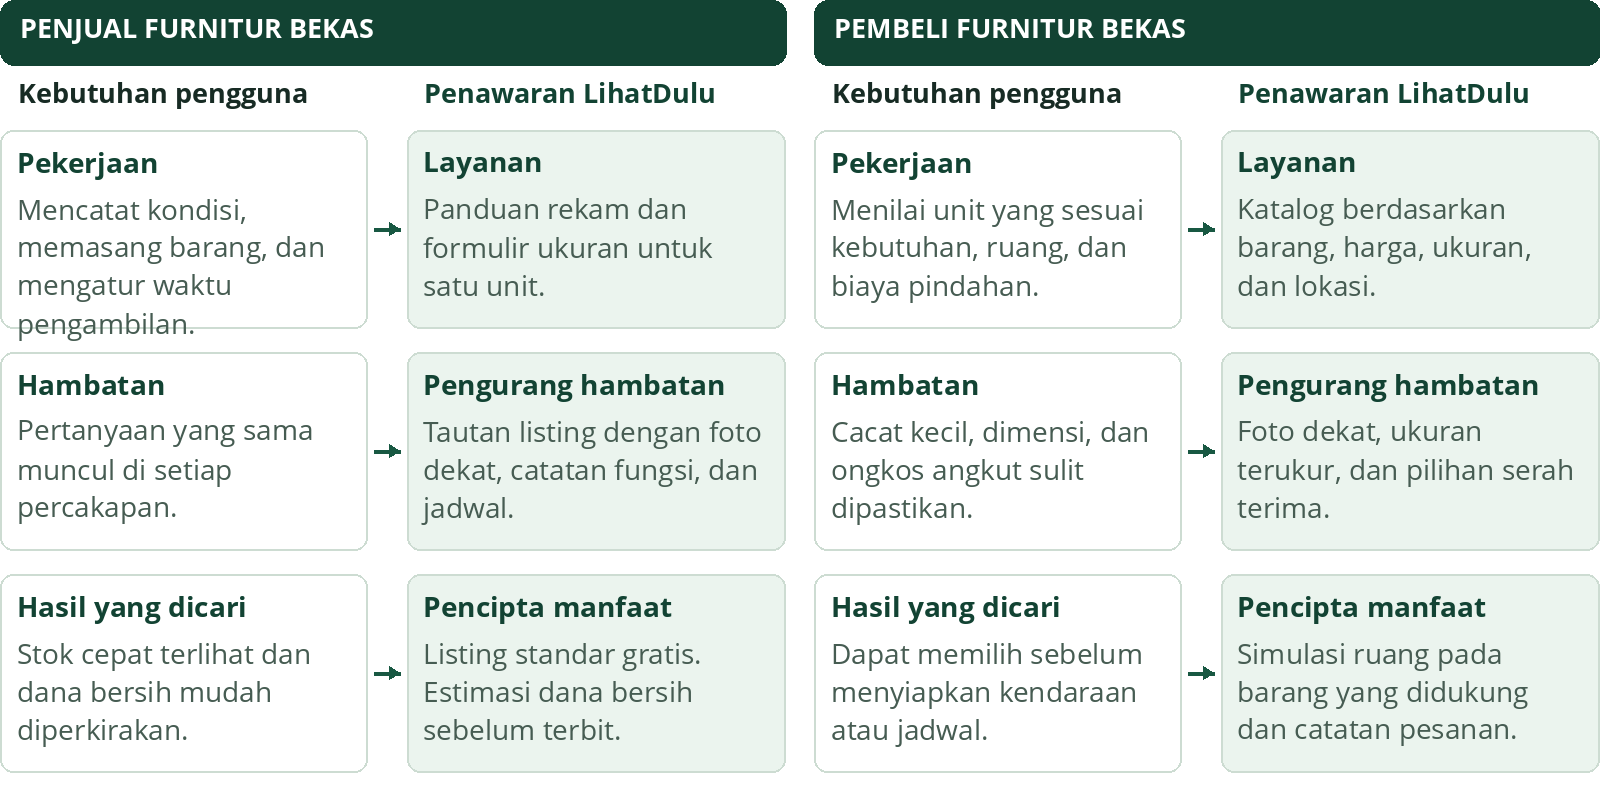 PENJUAL FURNITUR BEKAS
Kebutuhan pengguna
Penawaran LihatDulu
Pekerjaan
Mencatat kondisi,
memasang barang, dan
mengatur waktu
pengambilan.
Layanan
Panduan rekam dan
formulir ukuran untuk
satu unit.
Hambatan
Pertanyaan yang sama
muncul di setiap
percakapan.
Pengurang hambatan
Tautan listing dengan foto
dekat, catatan fungsi, dan
jadwal.
Hasil yang dicari
Stok cepat terlihat dan
dana bersih mudah
diperkirakan.
Pencipta manfaat
Listing standar gratis.
Estimasi dana bersih
sebelum terbit.
PEMBELI FURNITUR BEKAS
Kebutuhan pengguna
Penawaran LihatDulu
Pekerjaan
Menilai unit yang sesuai
kebutuhan, ruang, dan
biaya pindahan.
Layanan
Katalog berdasarkan
barang, harga, ukuran,
dan lokasi.
Hambatan
Cacat kecil, dimensi, dan
ongkos angkut sulit
dipastikan.
Pengurang hambatan
Foto dekat, ukuran
terukur, dan pilihan serah
terima.
Hasil yang dicari
Dapat memilih sebelum
menyiapkan kendaraan
atau jadwal.
Pencipta manfaat
Simulasi ruang pada
barang yang didukung
dan catatan pesanan.